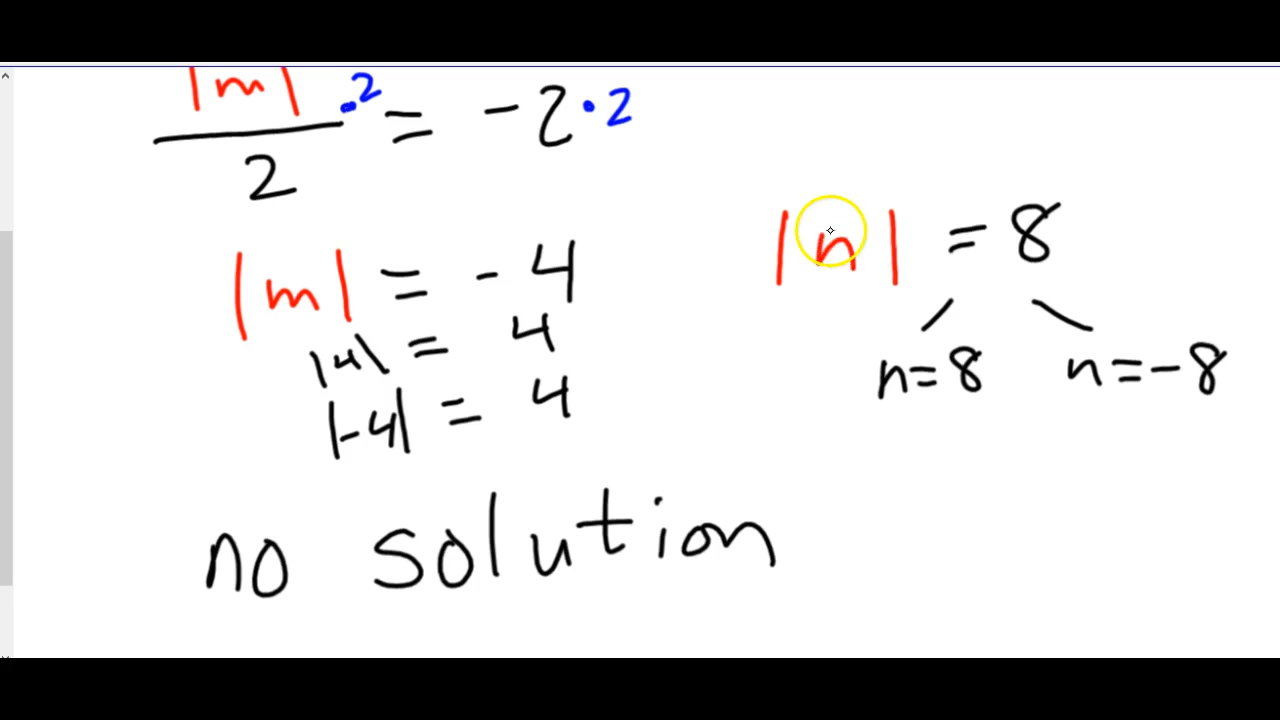 |m| · 2 = -2 · 2
2
|m| = -4
|4| = 4
|-4| = 4
no solution
|n| = 8
n=8 n=-8